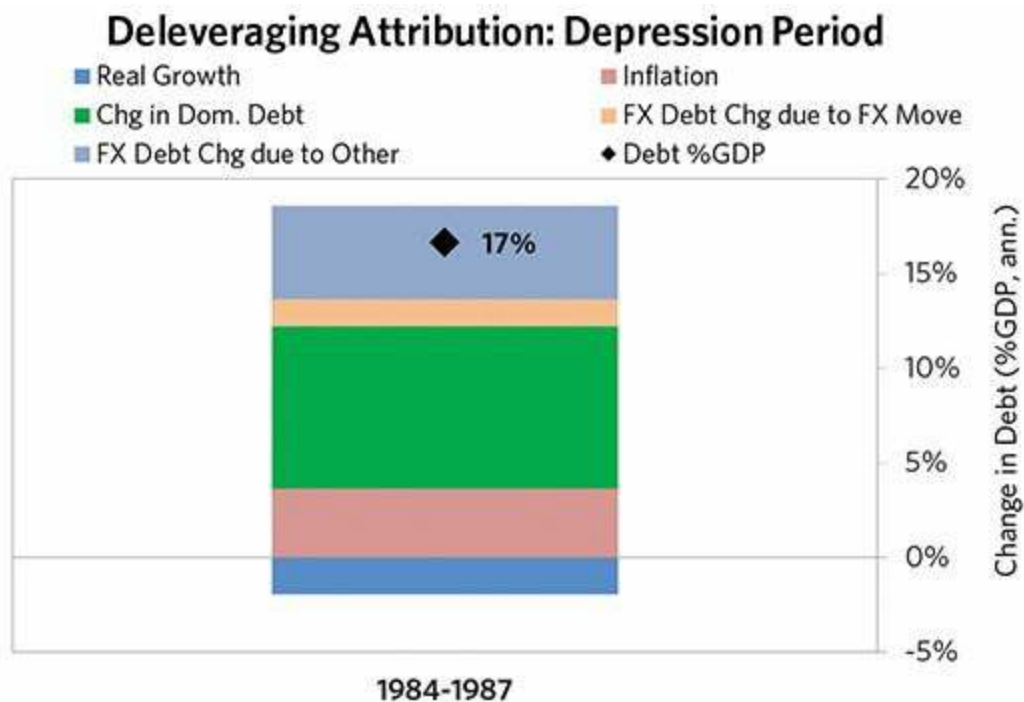 Deleveraging Attribution: Depression Period
Real Growth
Inflation
Chg in Dom. Debt
FX Debt Chg due to FX Move
FX Debt Chg due to Other
Debt %GDP
20%
17%
15%
10%
5%
0%
-5%
Change in Debt (%GDP, ann.)
1984-1987